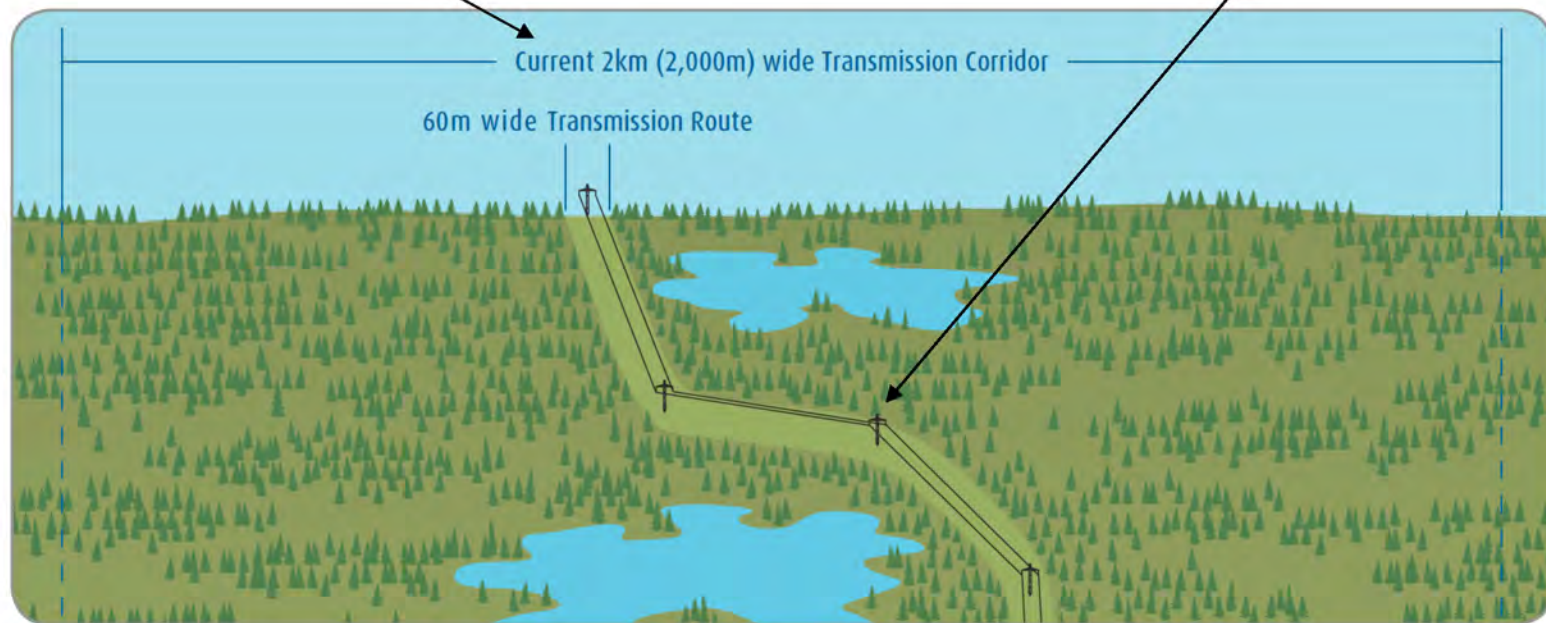 Current 2km (2,000m) wide Transmission Corridor
60m wide Transmission Route